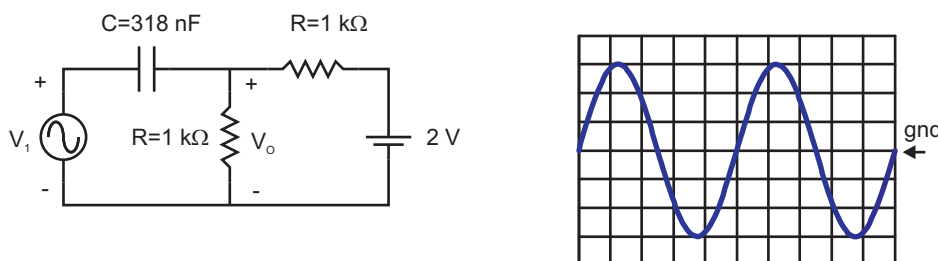 C=318 nF
R=1 kΩ
+
+
gnd
V₁
R=1 kΩ
Vₒ
2 V
-
-